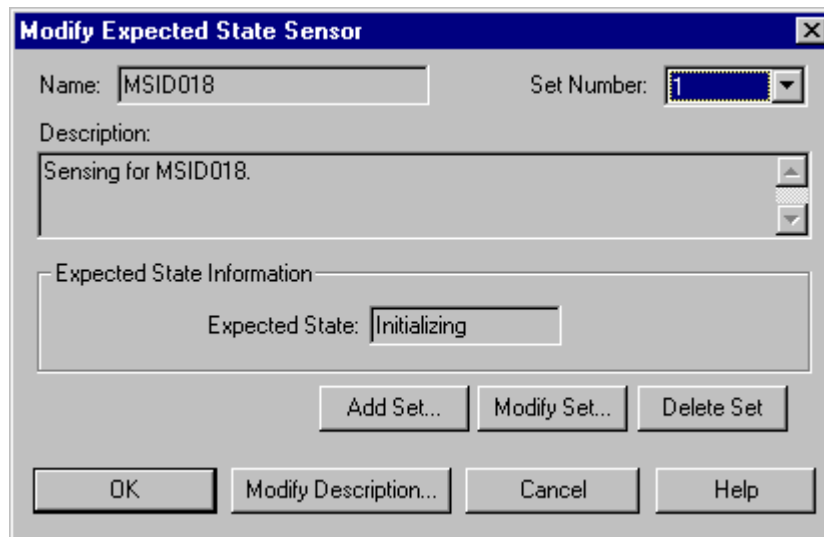 Modify Expected State Sensor
Name: MSID018 Set Number: 1
Description:
Sensing for MSID018.
Expected State Information
Expected State: Initializing
Add Set... Modify Set... Delete Set
OK Modify Description... Cancel Help